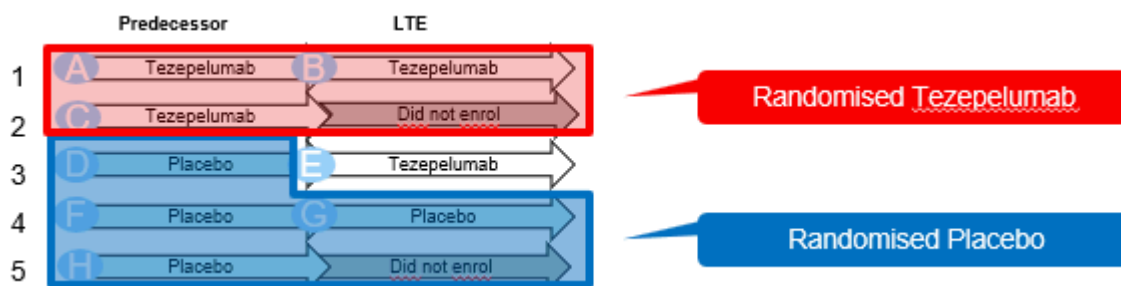 Predecessor LTE
1 A Tezepelumab B Tezepelumab
2 C Tezepelumab Did not enrol
3 D Placebo E Tezepelumab
4 F Placebo G Placebo
5 H Placebo Did not enrol
Randomised Tezepelumab
Randomised Placebo